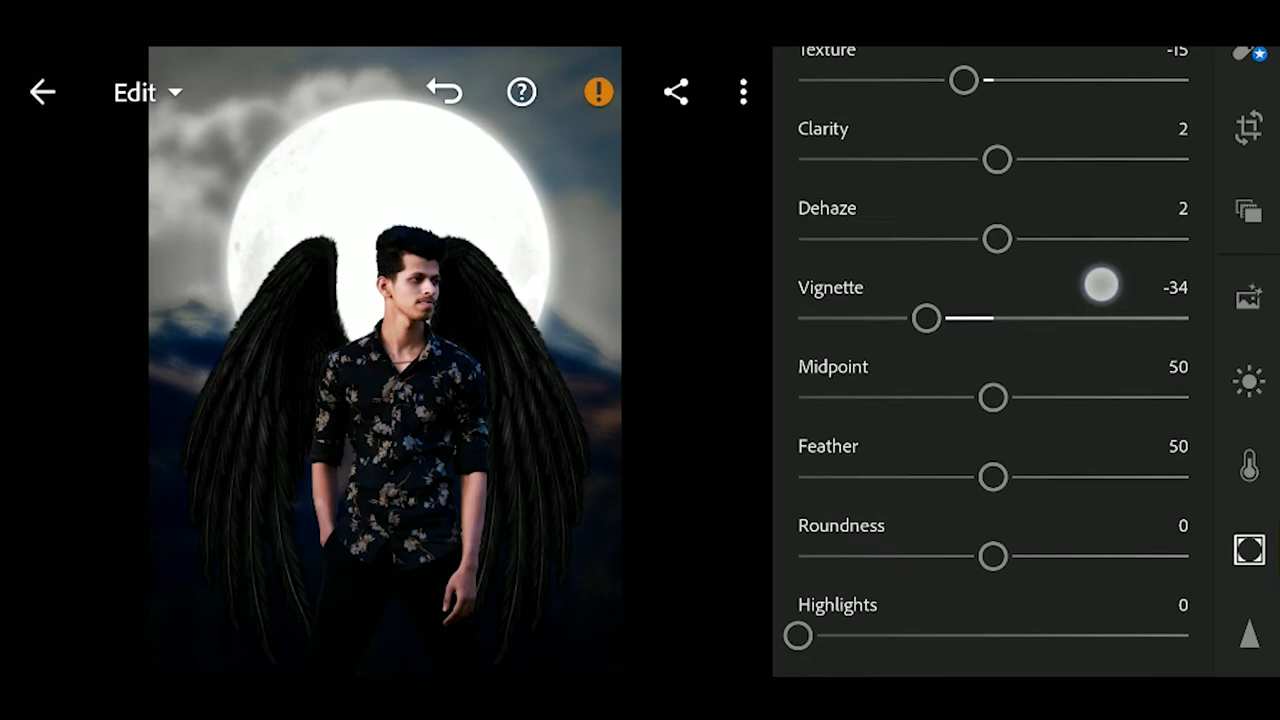 Edit
Texture -15
Clarity 2
Dehaze 2
Vignette -34
Midpoint 50
Feather 50
Roundness 0
Highlights 0